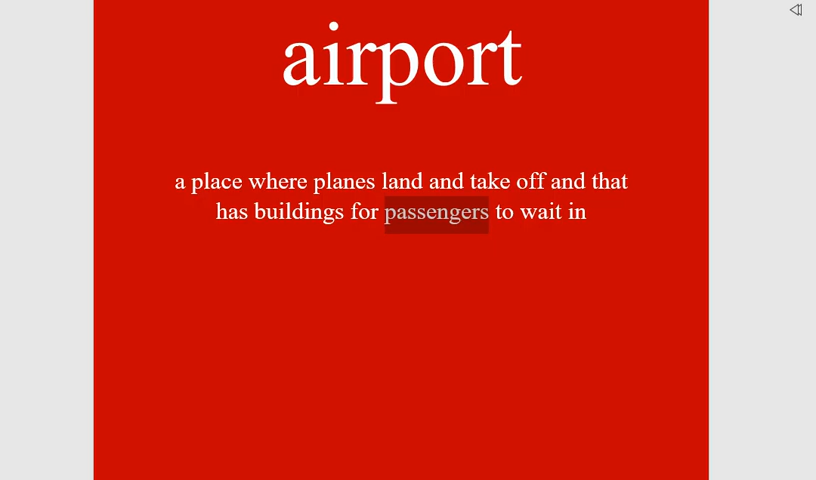 airport
a place where planes land and take off and that
has buildings for passengers to wait in